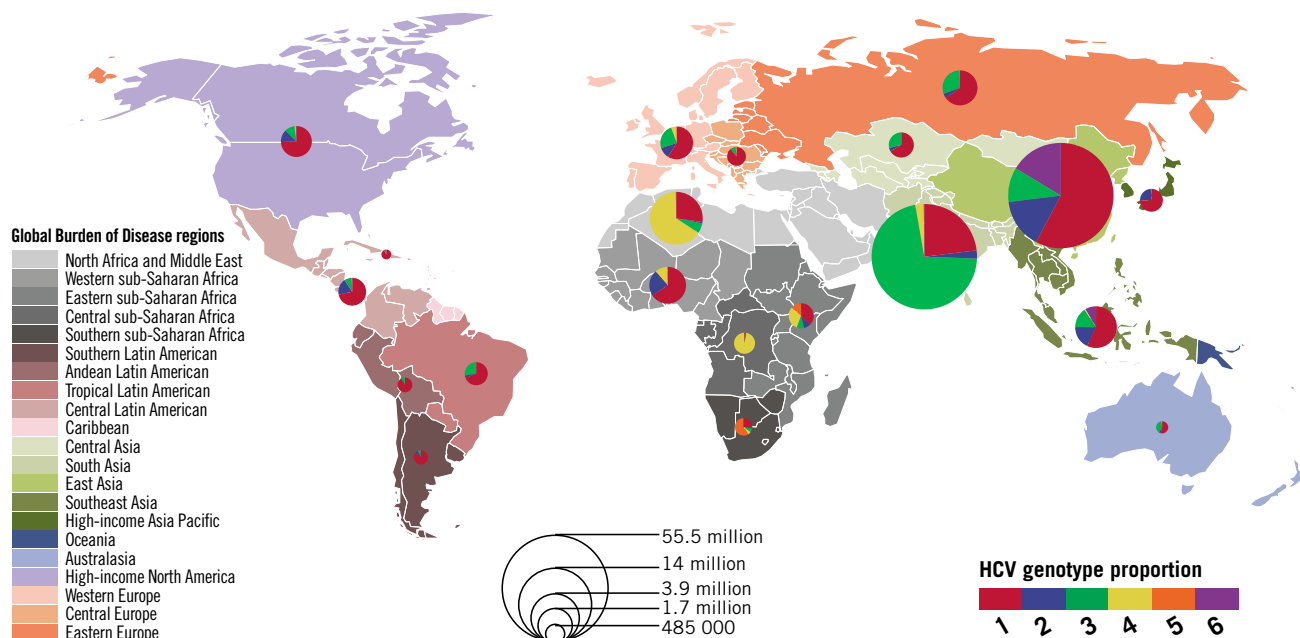 Global Burden of Disease regions
North Africa and Middle East
Western sub-Saharan Africa
Eastern sub-Saharan Africa
Central sub-Saharan Africa
Southern sub-Saharan Africa
Southern Latin American
Andean Latin American
Tropical Latin American
Central Latin American
Caribbean
Central Asia
South Asia
East Asia
Southeast Asia
High-income Asia Pacific
Oceania
Australasia
High-income North America
Western Europe
Central Europe
Eastern Europe
55.5 million
14 million
3.9 million
1.7 million
485 000
HCV genotype proportion
1 2 3 4 5 6